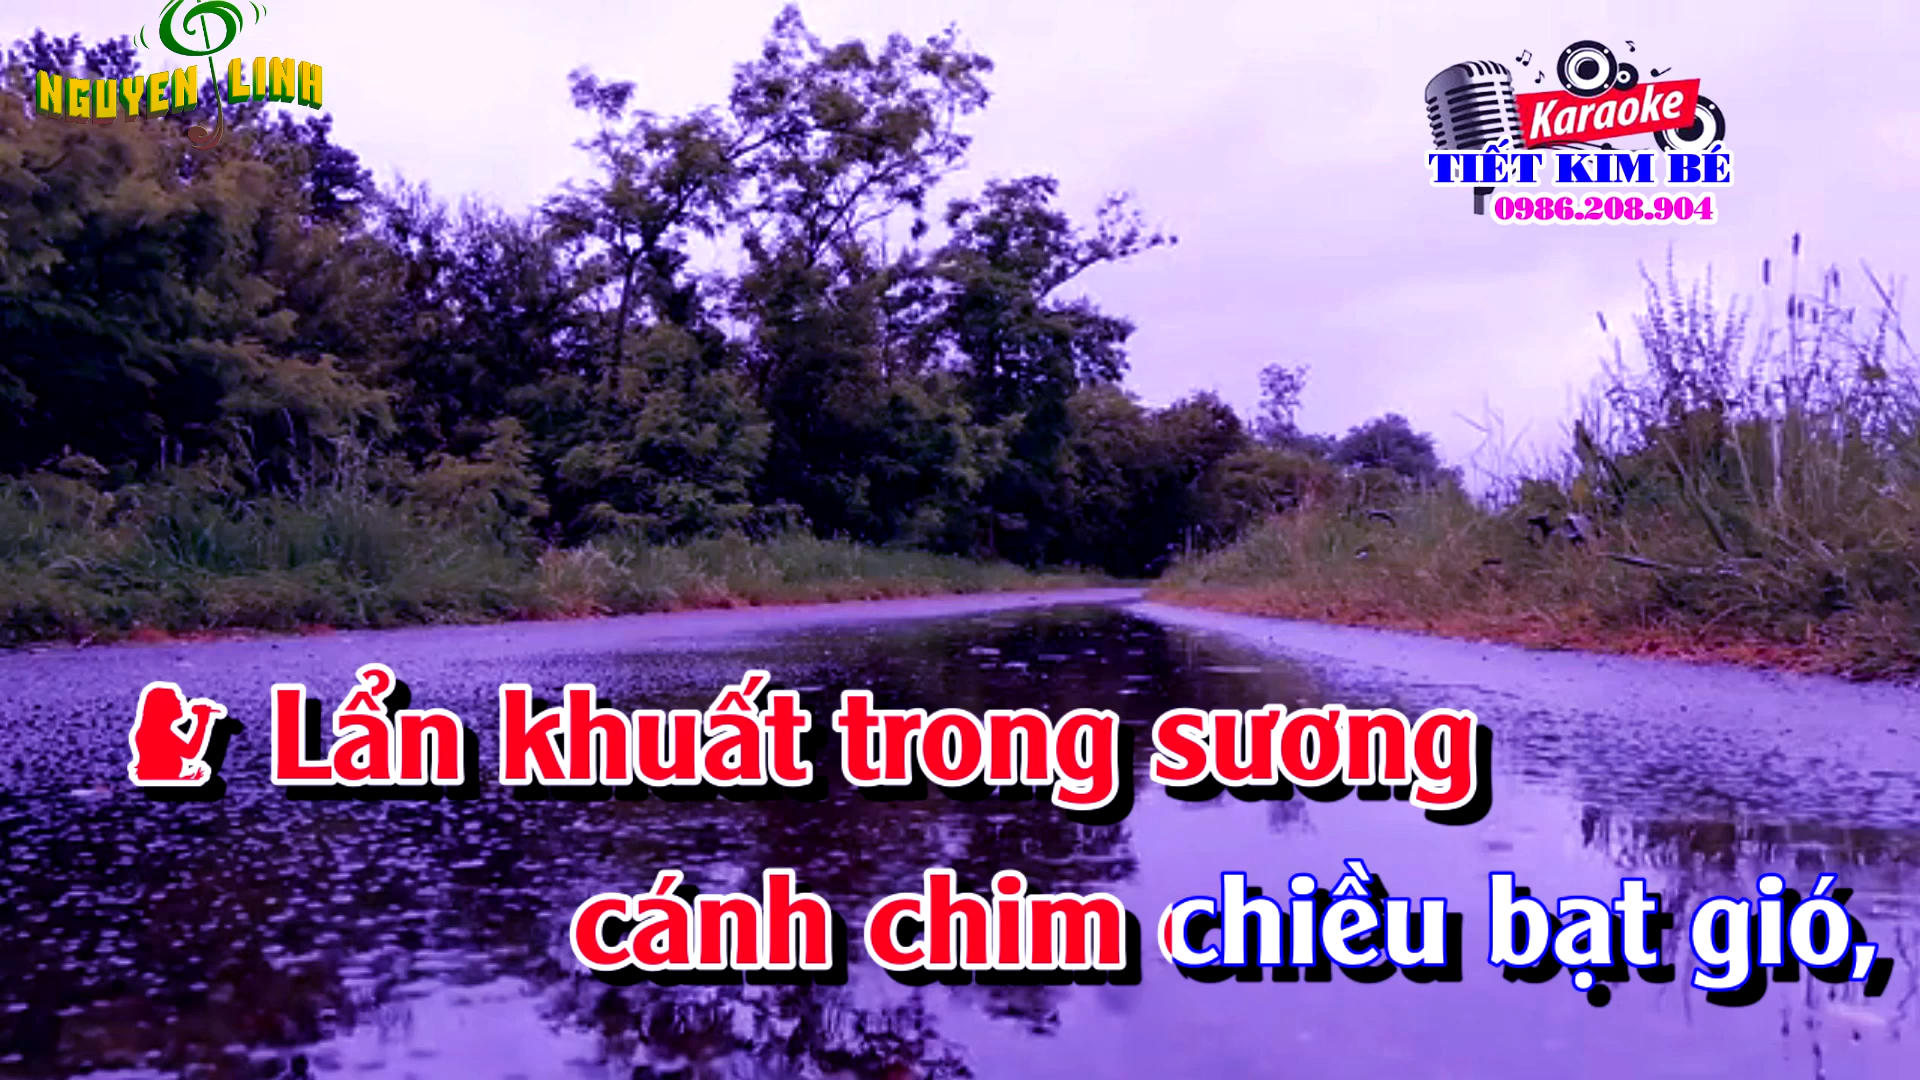 NGUYEN LINH
Karaoke
TIẾT KIM BÉ
0986.208.904
Lẩn khuất trong sương
cánh chim chiều bạt gió,